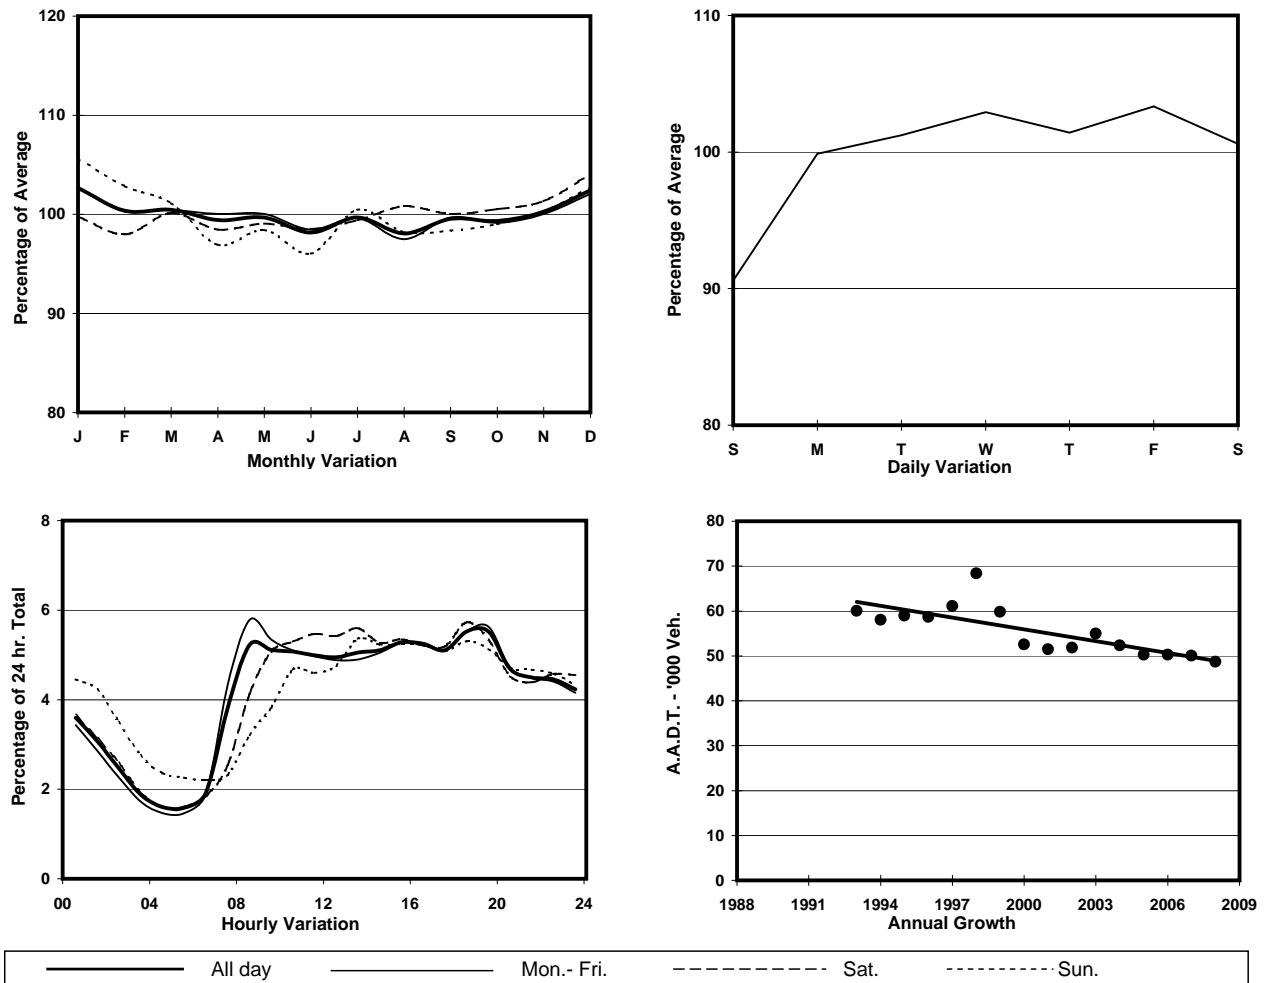 120
110
100
90
80
Percentage of Average
J F M A M J J A S O N D
Monthly Variation
110
100
90
80
Percentage of Average
S M T W T F S
Daily Variation
8
6
4
2
0
Percentage of 24 hr. Total
00 04 08 12 16 20 24
Hourly Variation
80
70
60
50
40
30
20
10
0
A.A.D.T. - '000 Veh.
1988 1991 1994 1997 2000 2003 2006 2009
Annual Growth
All day Mon.- Fri. Sat. Sun.